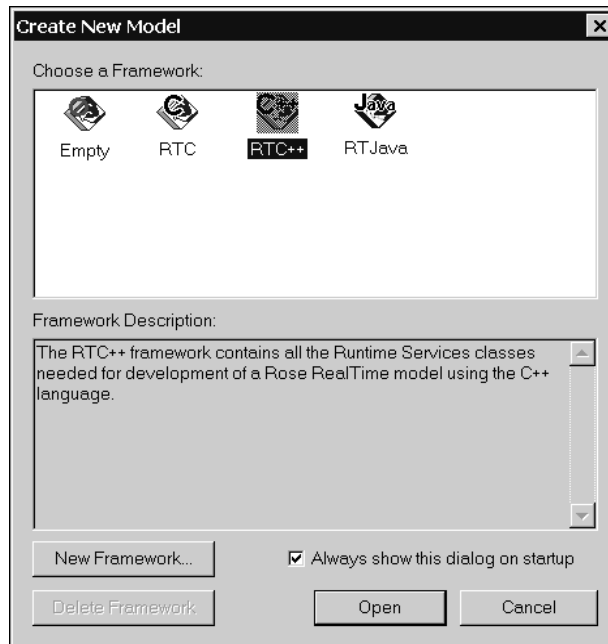 Create New Model
Choose a Framework:
Empty RTC RTC++ RTJava
Framework Description:
The RTC++ framework contains all the Runtime Services classes
needed for development of a Rose RealTime model using the C++
language.
New Framework... Always show this dialog on startup
Delete Framework Open Cancel